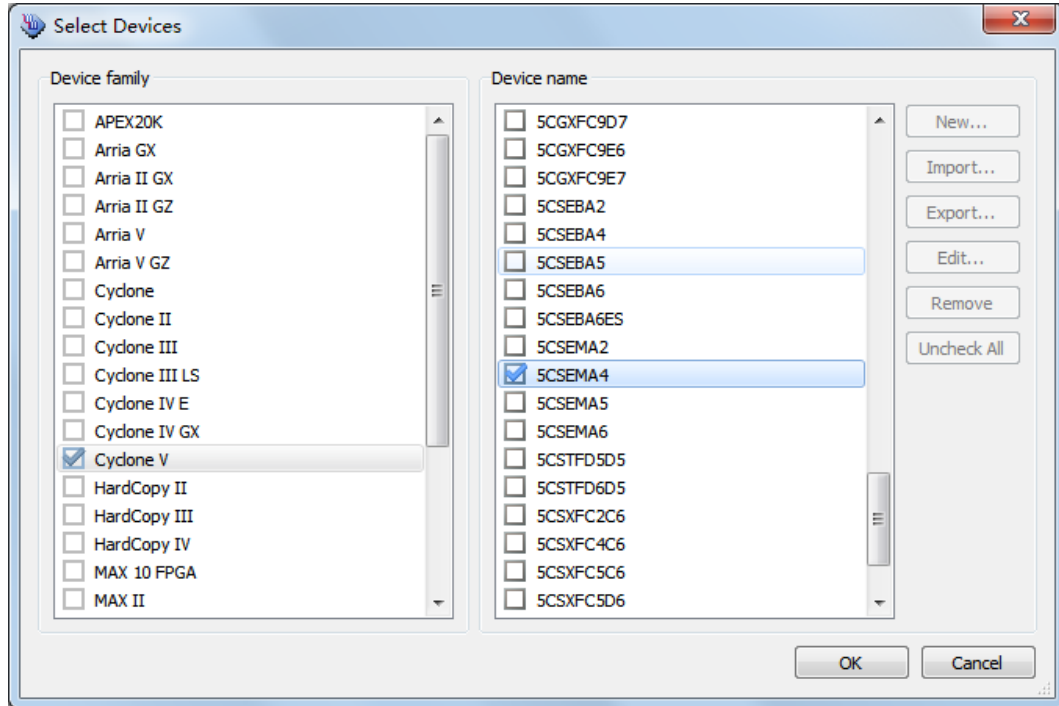 Select Devices
Device family
APEX20K
Arria GX
Arria II GX
Arria II GZ
Arria V
Arria V GZ
Cyclone
Cyclone II
Cyclone III
Cyclone III LS
Cyclone IV E
Cyclone IV GX
Cyclone V
HardCopy II
HardCopy III
HardCopy IV
MAX 10 FPGA
MAX II
Device name
5CGXFC9D7
5CGXFC9E6
5CGXFC9E7
5CSEBA2
5CSEBA4
5CSEBA5
5CSEBA6
5CSEBA6ES
5CSEMA2
5CSEMA4
5CSEMA5
5CSEMA6
5CSTFD5D5
5CSTFD6D5
5CSXFC2C6
5CSXFC4C6
5CSXFC5C6
5CSXFC5D6
New...
Import...
Export...
Edit...
Remove
Uncheck All
OK
Cancel